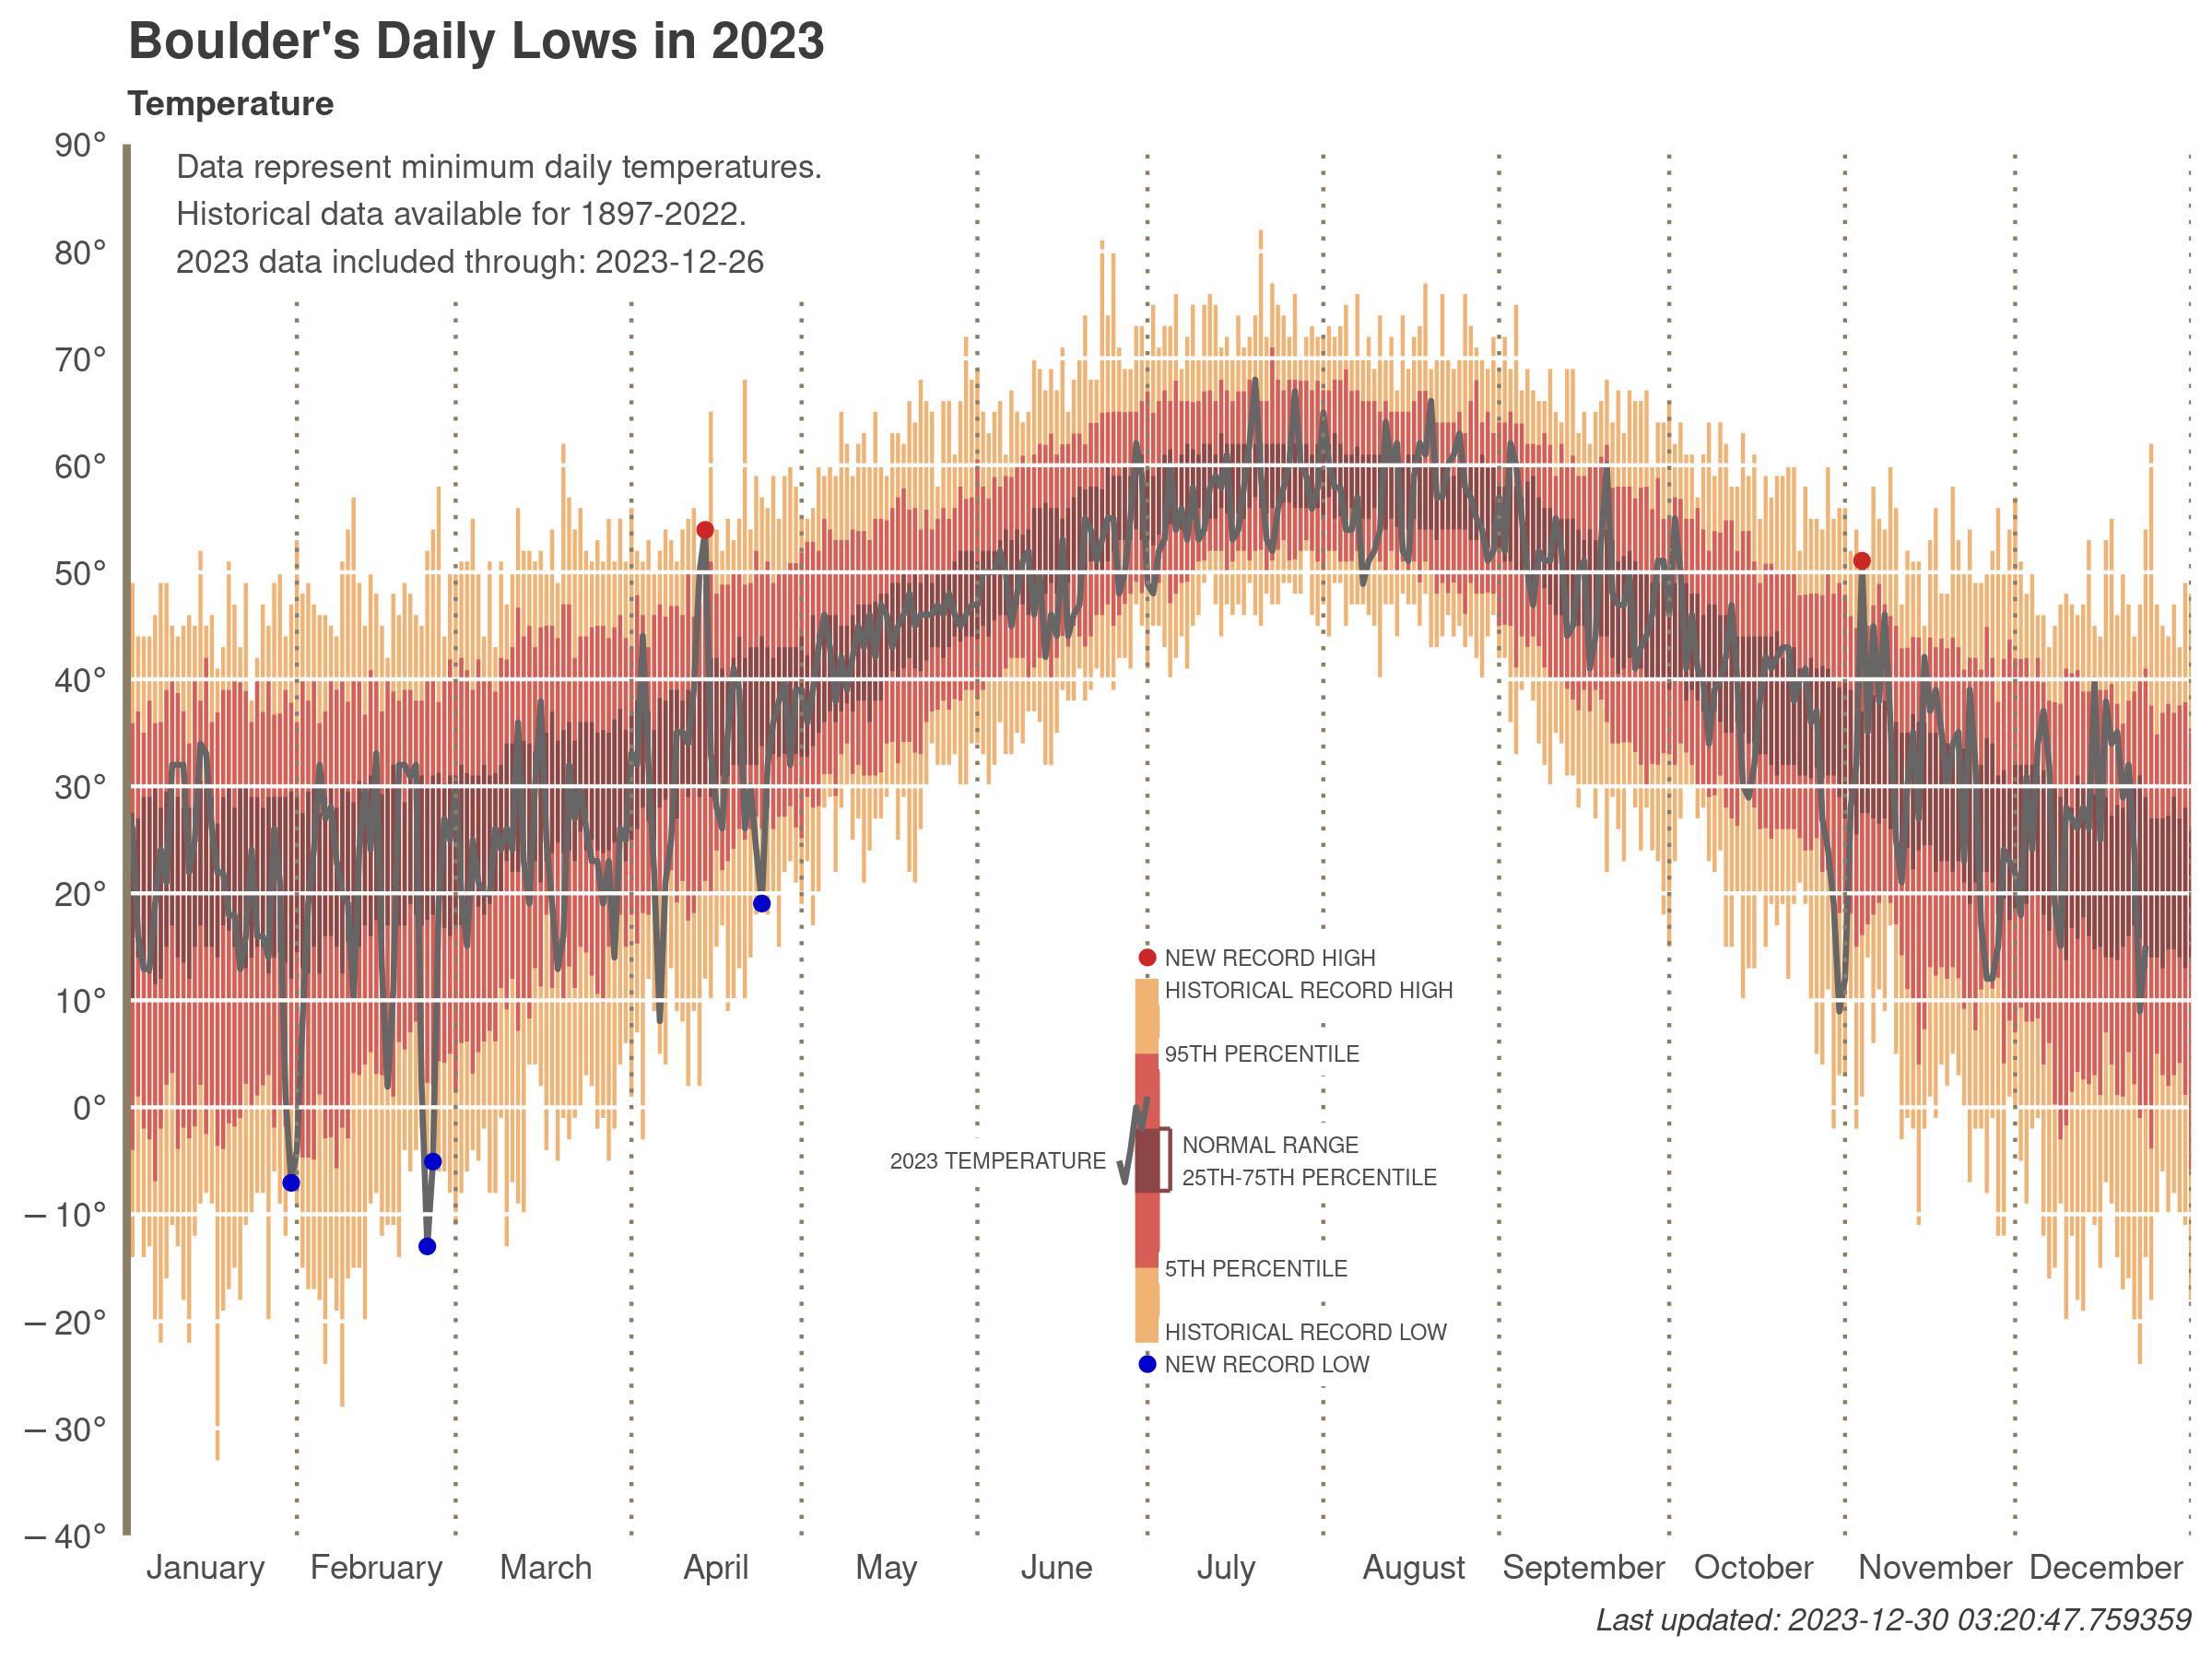 Boulder's Daily Lows in 2023
Temperature
90°
Data represent minimum daily temperatures.
Historical data available for 1897-2022.
80°
2023 data included through: 2023-12-26
70°
60°
50°
40°
30°
20°
NEW RECORD HIGH
HISTORICAL RECORD HIGH
10°
95TH PERCENTILE
0°
NORMAL RANGE
2023 TEMPERATURE
25TH-75TH PERCENTILE
−10°
5TH PERCENTILE
−20°
HISTORICAL RECORD LOW
NEW RECORD LOW
−30°
−40°
January February March April May June July August September October November December
Last updated: 2023-12-30 03:20:47.759359